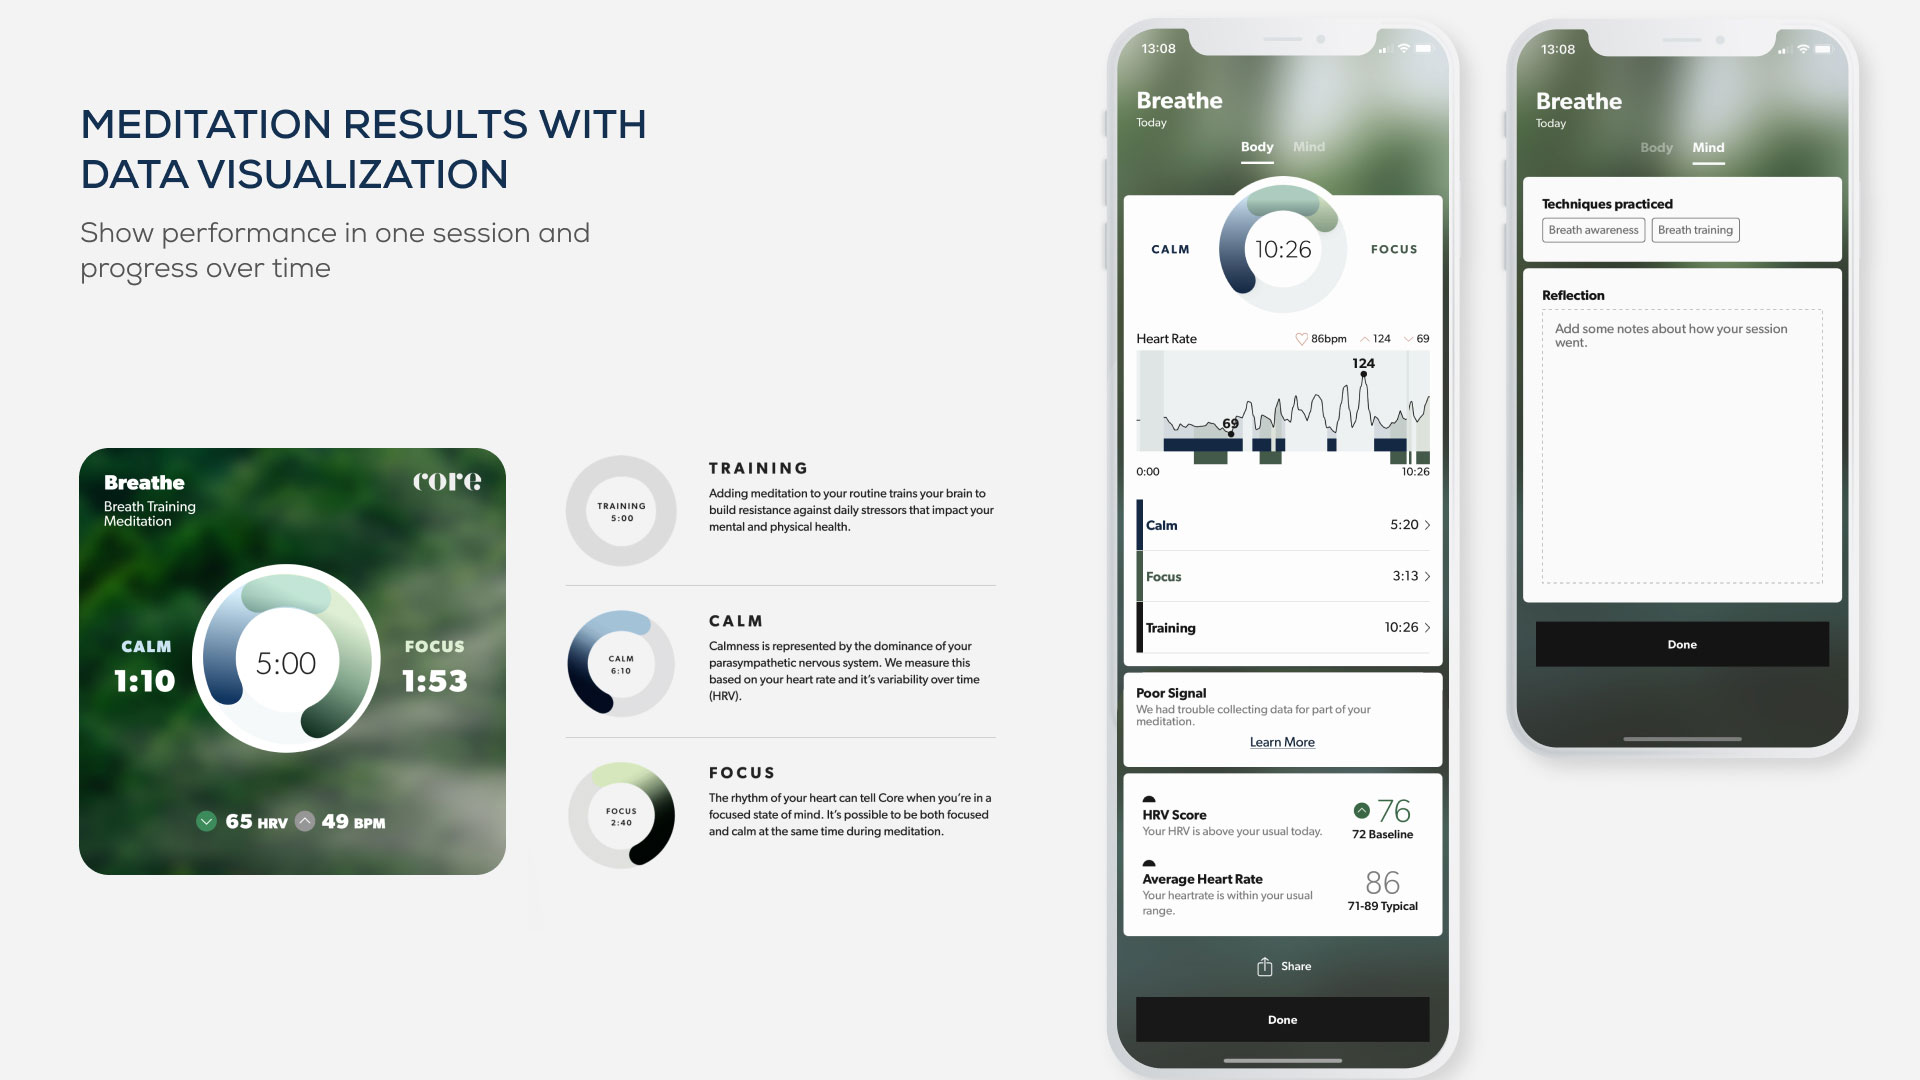 MEDITATION RESULTS WITH
DATA VISUALIZATION
Show performance in one session and
progress over time
Breathe
core
Breath Training
Meditation
CALM
1:10
5:00
FOCUS
1:53
65 HRV 49 BPM
TRAINING
5:00
TRAINING
Adding meditation to your routine trains your brain to
build resistance against daily stressors that impact your
mental and physical health.
CALM
6:10
CALM
Calmness is represented by the dominance of your
parasympathetic nervous system. We measure this
based on your heart rate and it's variability over time
(HRV).
FOCUS
2:40
FOCUS
The rhythm of your heart can tell Core when you're in a
focused state of mind. It's possible to be both focused
and calm at the same time during meditation.
13:08
Breathe
Today
Body Mind
CALM
10:26
FOCUS
Heart Rate 86bpm 124 69
124
69
0:00 10:26
Calm 5:20
Focus 3:13
Training 10:26
Poor Signal
We had trouble collecting data for part of your
meditation.
Learn More
HRV Score
Your HRV is above your usual today.
76
72 Baseline
Average Heart Rate
Your heartrate is within your usual
range.
86
71-89 Typical
Share
Done
13:08
Breathe
Today
Body Mind
Techniques practiced
Breath awareness Breath training
Reflection
Add some notes about how your session
went.
Done